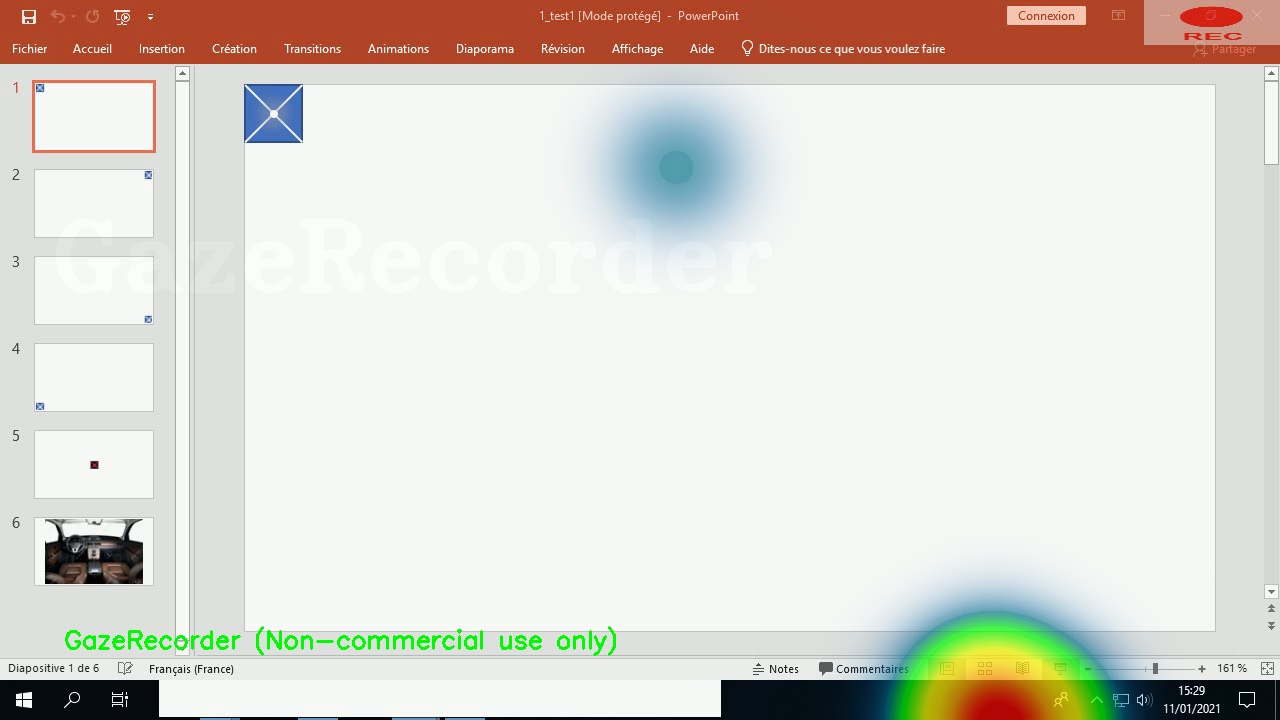 1_test1 [Mode protégé] - PowerPoint
Connexion
REC
Fichier Accueil Insertion Création Transitions Animations Diaporama Révision Affichage Aide Dites-nous ce que vous voulez faire Partager
1
2
3
4
5
6
GazeRecorder
GazeRecorder (Non-commercial use only)
Diapositive 1 de 6 Français (France) Notes Commentaires 161 %
15:29
11/01/2021